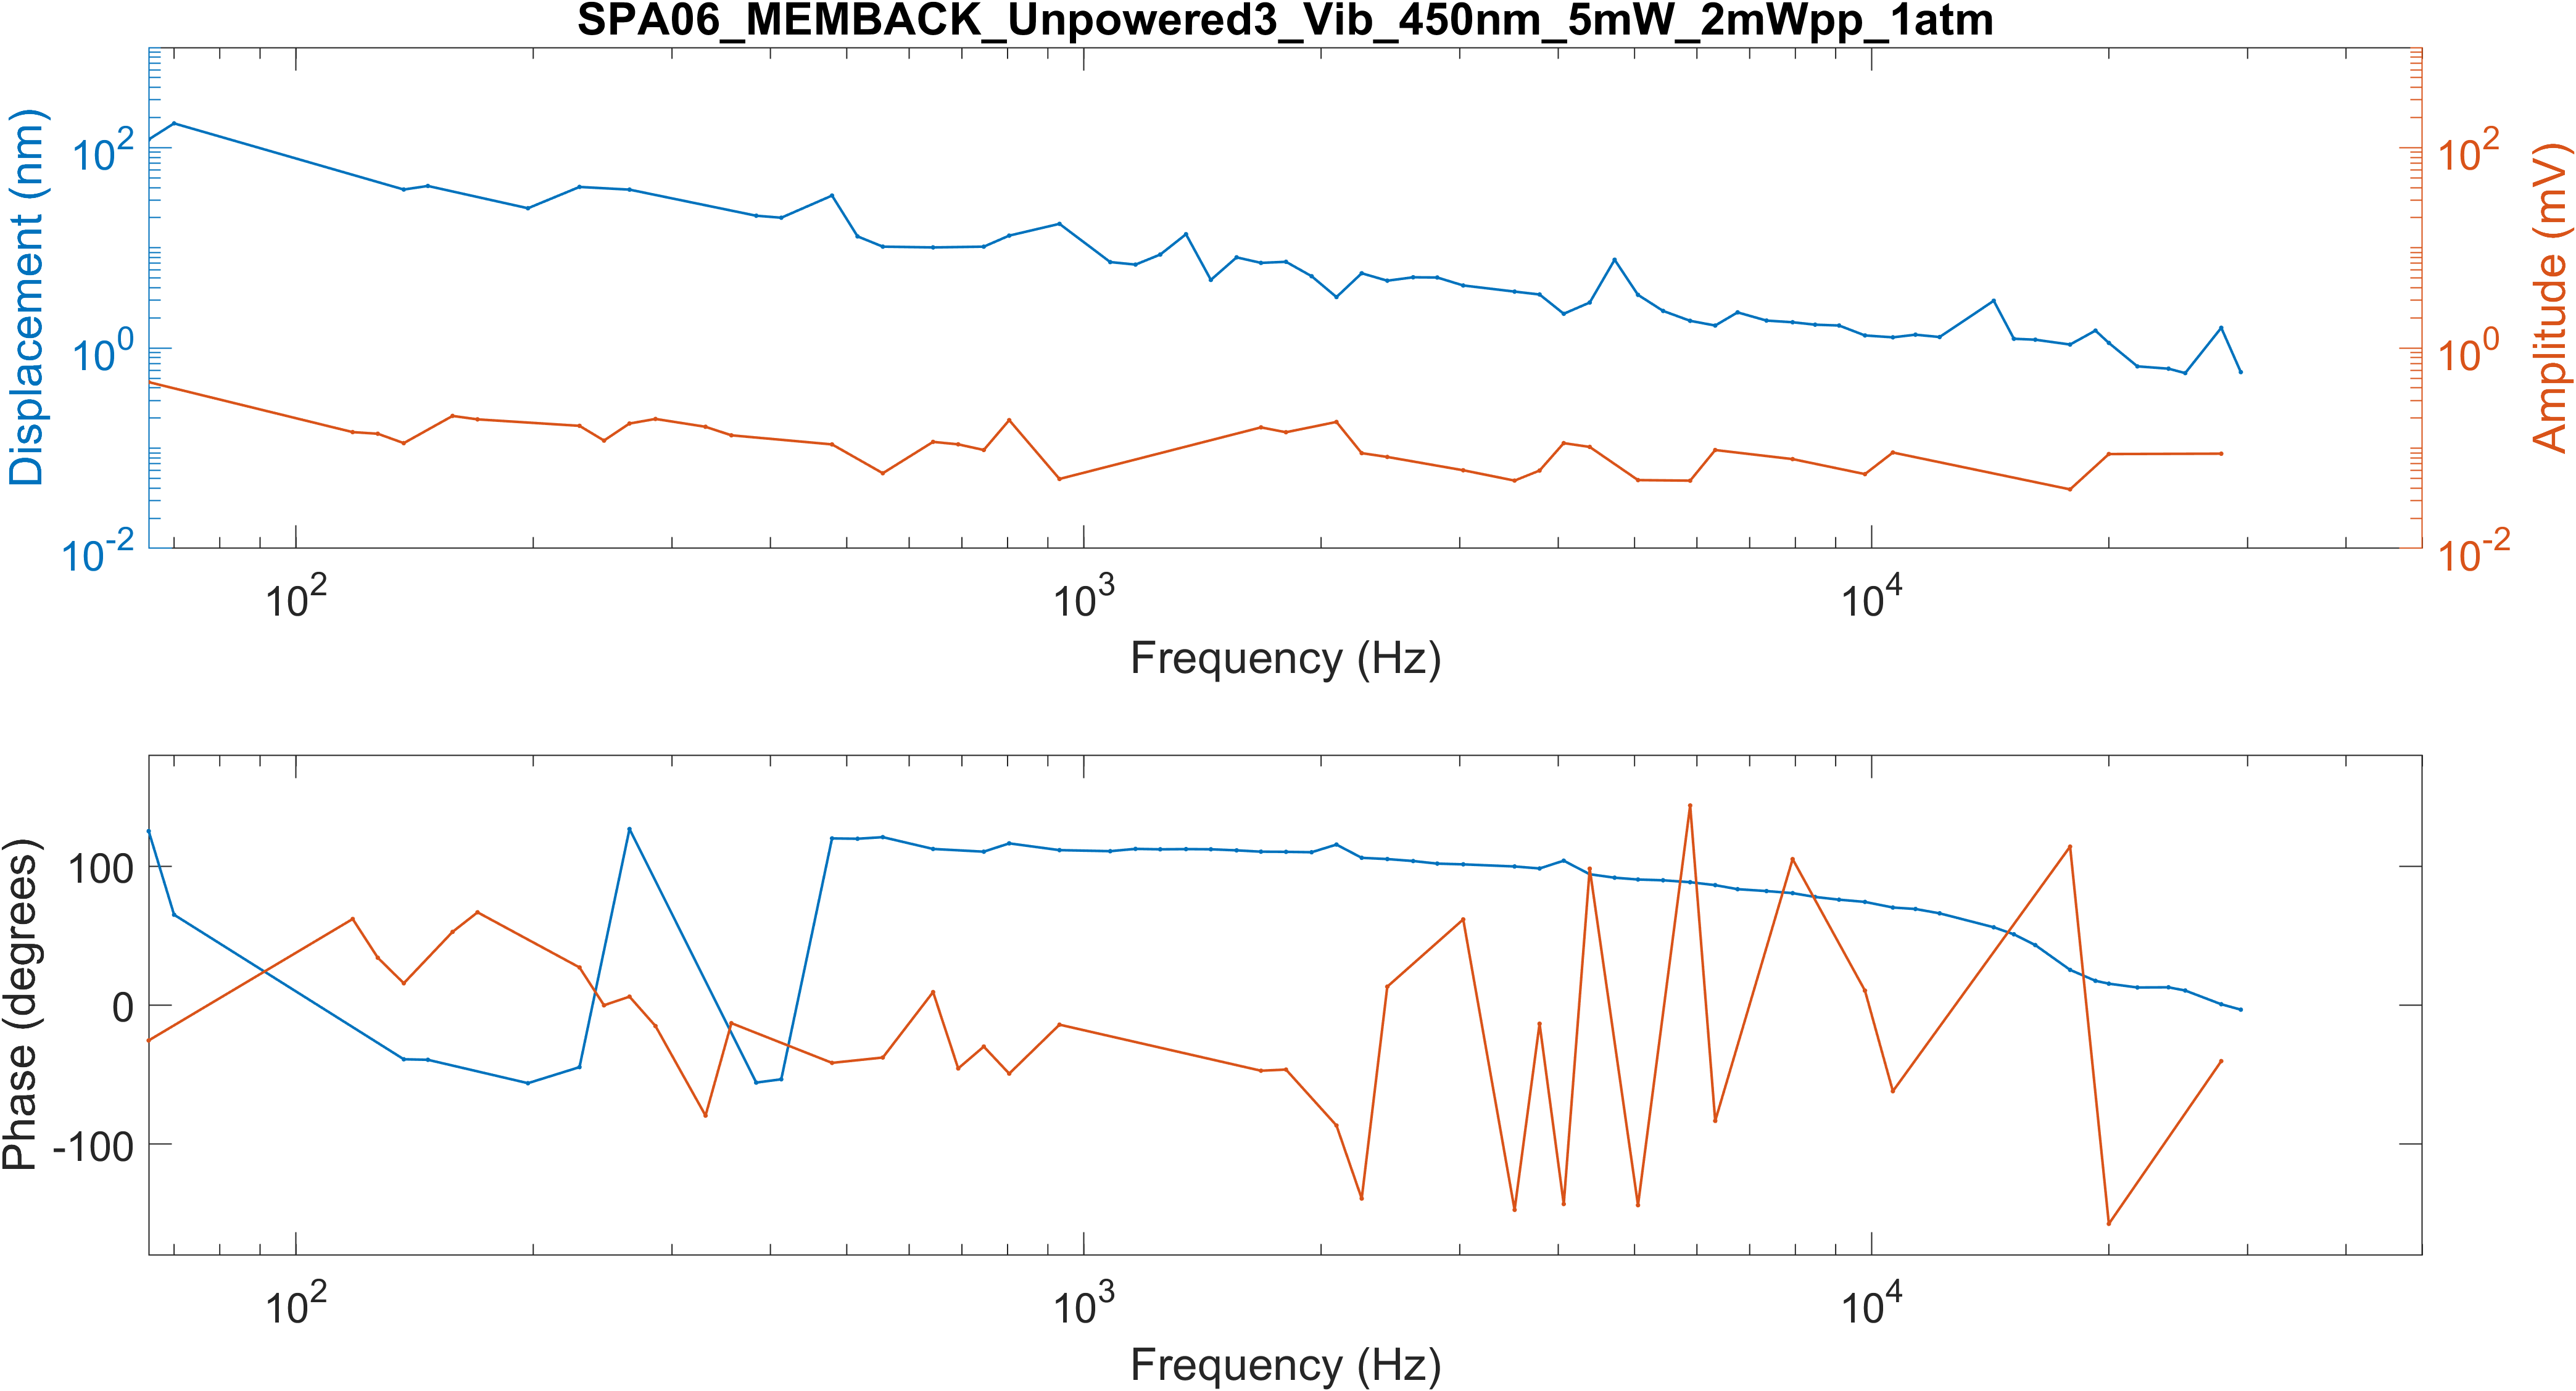 SPA06_MEMBACK_Unpowered3_Vib_450nm_5mW_2mWpp_1atm
Displacement (nm)
10^2
10^0
10^-2
Amplitude (mV)
10^2
10^0
10^-2
10^2 10^3 10^4
Frequency (Hz)
Phase (degrees)
100
0
-100
10^2 10^3 10^4
Frequency (Hz)